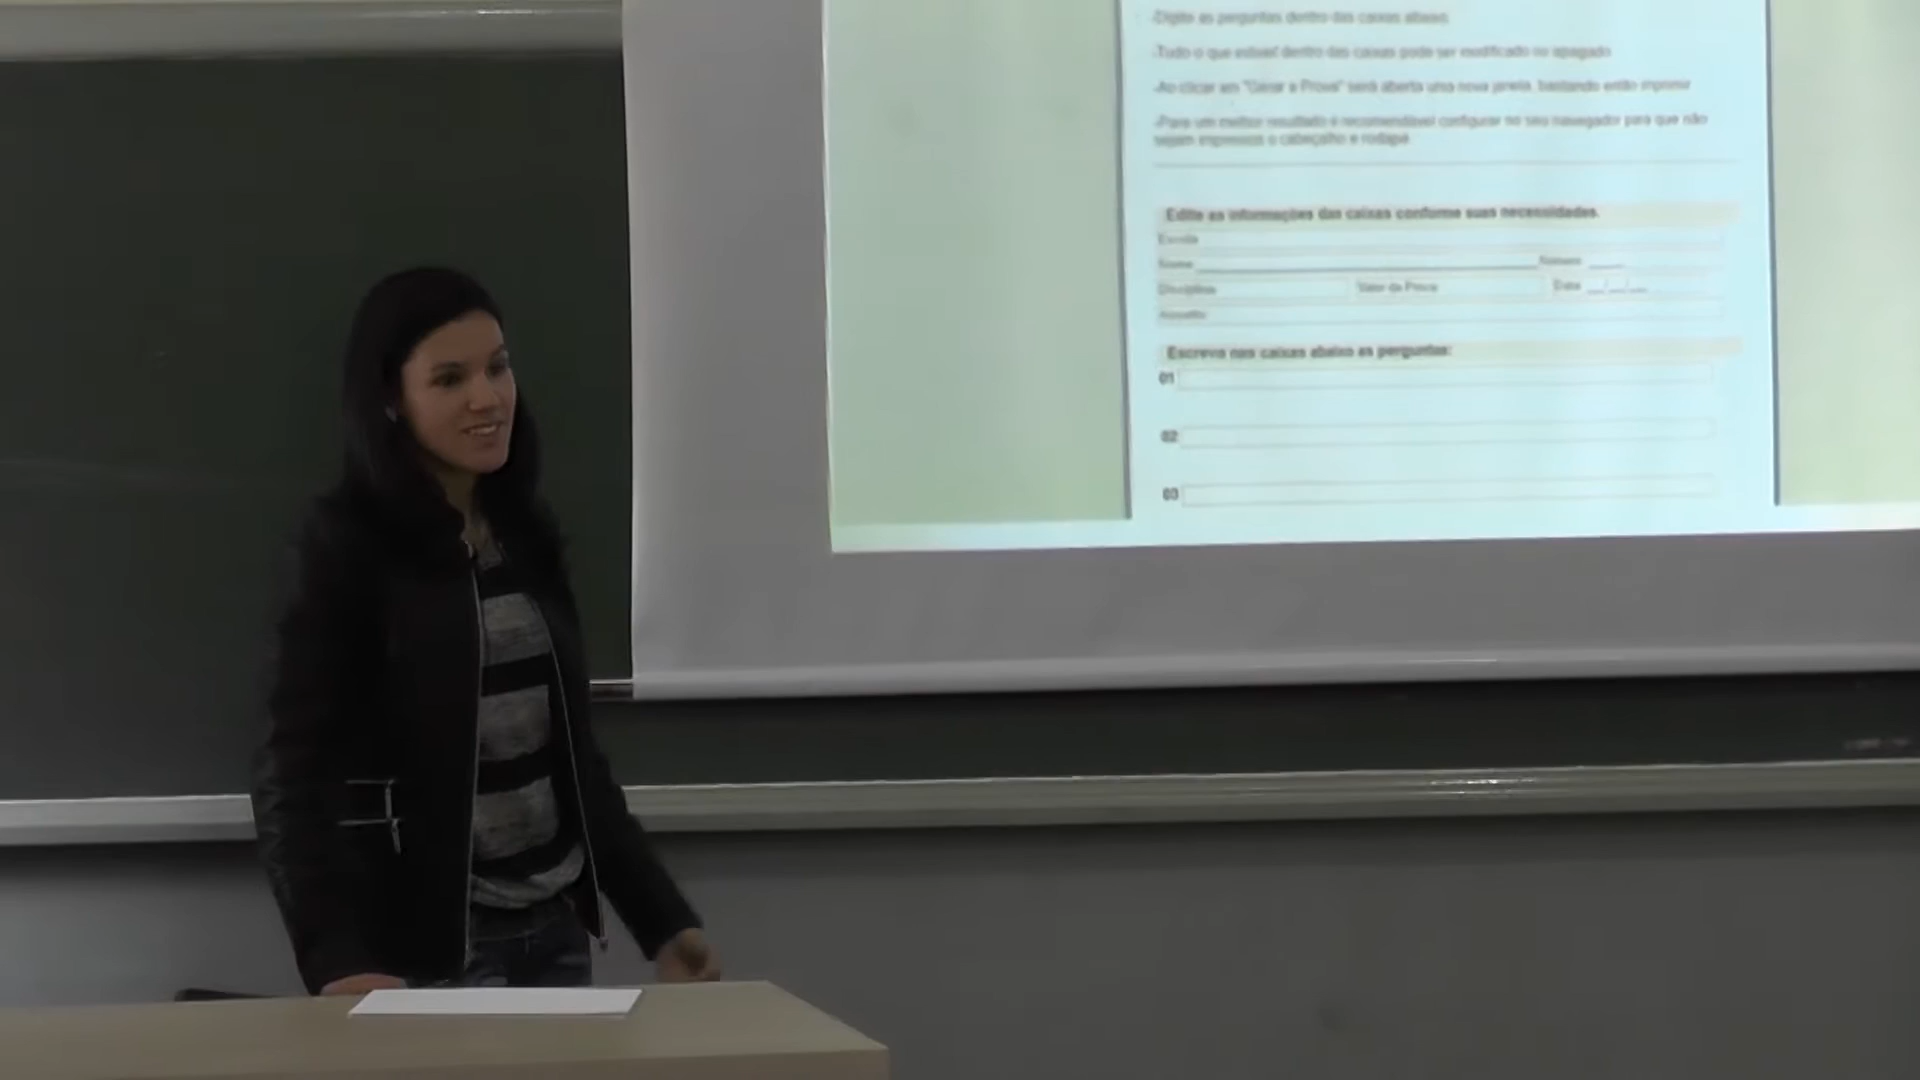 -Digite as perguntas dentro das caixas abaixo
-Tudo o que estiver dentro das caixas pode ser modificado ou apagado
-Ao clicar em "Gerar a Prova" será aberta uma nova janela, bastando então imprimir
-Para um melhor resultado é recomendável configurar no seu navegador para que não
sejam impressos o cabeçalho e rodapé
Edite as informações das caixas conforme suas necessidades.
Escola
Nome Número
Disciplina Valor da Prova Data __/__/__
Assunto
Escreva nas caixas abaixo as perguntas:
01
02
03